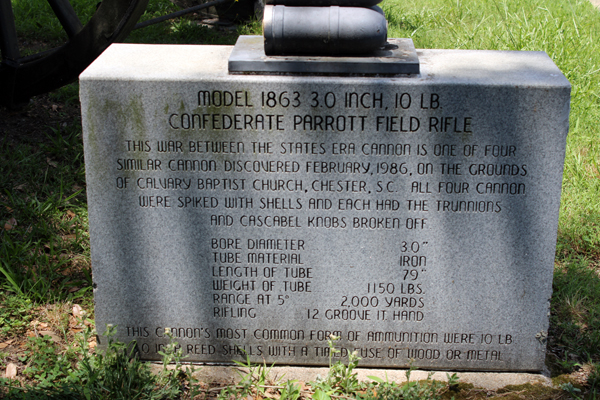 MODEL 1863 3.0 INCH, 10 LB.
CONFEDERATE PARROTT FIELD RIFLE
THIS WAR BETWEEN THE STATES ERA CANNON IS ONE OF FOUR
SIMILAR CANNON DISCOVERED FEBRUARY, 1986, ON THE GROUNDS
OF CALVARY BAPTIST CHURCH, CHESTER, S.C. ALL FOUR CANNON
WERE SPIKED WITH SHELLS AND EACH HAD THE TRUNNIONS
AND CASCABEL KNOBS BROKEN OFF.
BORE DIAMETER 3.0"
TUBE MATERIAL IRON
LENGTH OF TUBE 79"
WEIGHT OF TUBE 1150 LBS.
RANGE AT 5° 2,000 YARDS
RIFLING 12 GROOVE IT HAND
THIS CANNON'S MOST COMMON FORM OF AMMUNITION WERE 10 LB.
REED SHELLS WITH A FUSE OF WOOD OR METAL